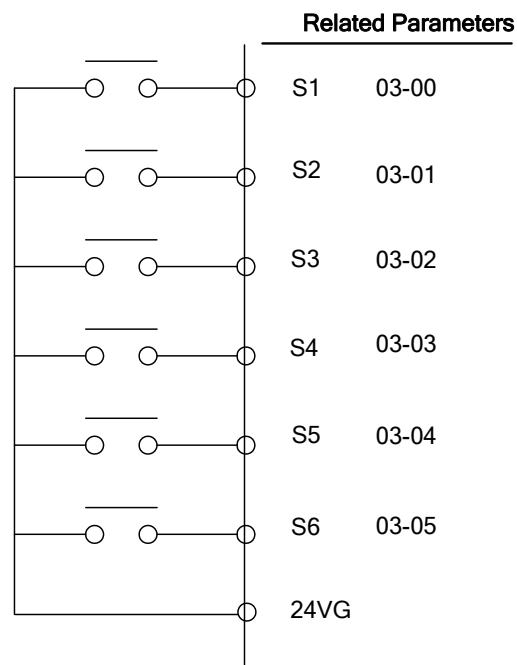 Related Parameters
S1 03-00
S2 03-01
S3 03-02
S4 03-03
S5 03-04
S6 03-05
24VG